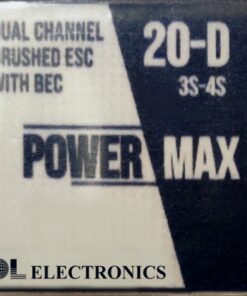 UAL CHANNEL
RUSHED ESC
WITH BEC
20-D
3S-4S
POWER MAX
OL ELECTRONICS